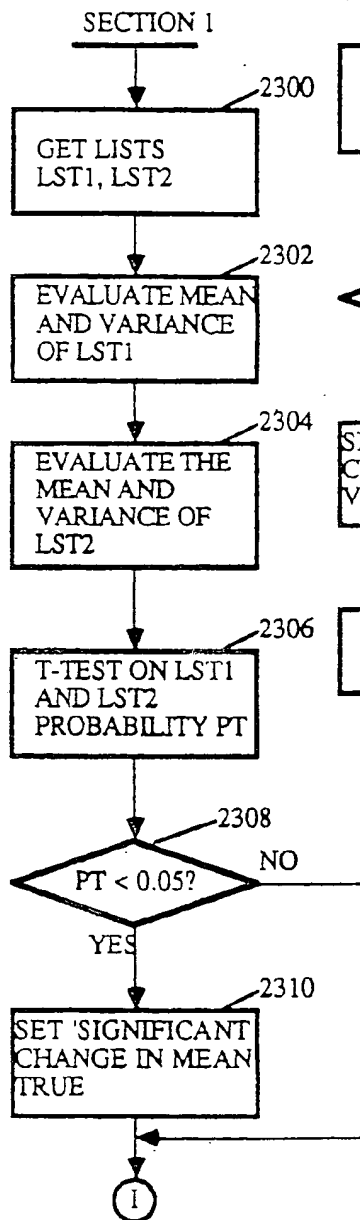 SECTION 1
2300
GET LISTS
LST1, LST2
2302
EVALUATE MEAN
AND VARIANCE
OF LST1
2304
EVALUATE THE
MEAN AND
VARIANCE OF
LST2
2306
T-TEST ON LST1
AND LST2
PROBABILITY PT
2308
PT < 0.05?
NO
YES
2310
SET 'SIGNIFICANT
CHANGE IN MEAN
TRUE
I
C
V